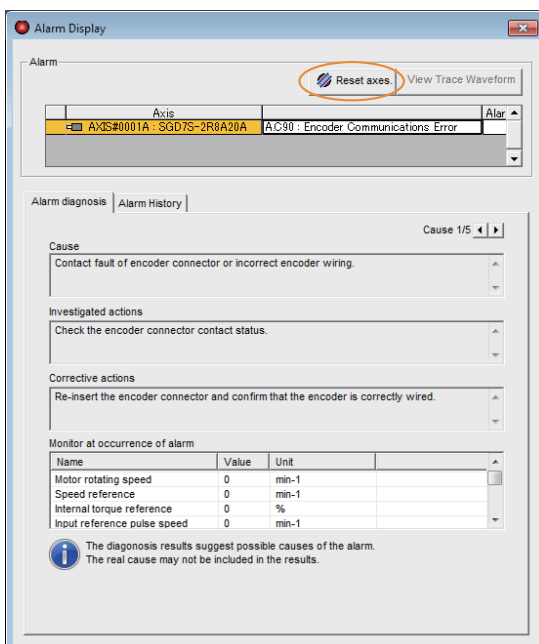 Alarm Display
Alarm
Reset axes.
View Trace Waveform
Axis
Alar
AXIS#0001A : SGD7S-2R8A20A
A.C90 : Encoder Communications Error
Alarm diagnosis
Alarm History
Cause 1/5
Cause
Contact fault of encoder connector or incorrect encoder wiring.
Investigated actions
Check the encoder connector contact status.
Corrective actions
Re-insert the encoder connector and confirm that the encoder is correctly wired.
Monitor at occurrence of alarm
Name Value Unit
Motor rotating speed 0 min-1
Speed reference 0 min-1
Internal torque reference 0 %
Input reference pulse speed 0 min-1
The diagonosis results suggest possible causes of the alarm.
The real cause may not be included in the results.